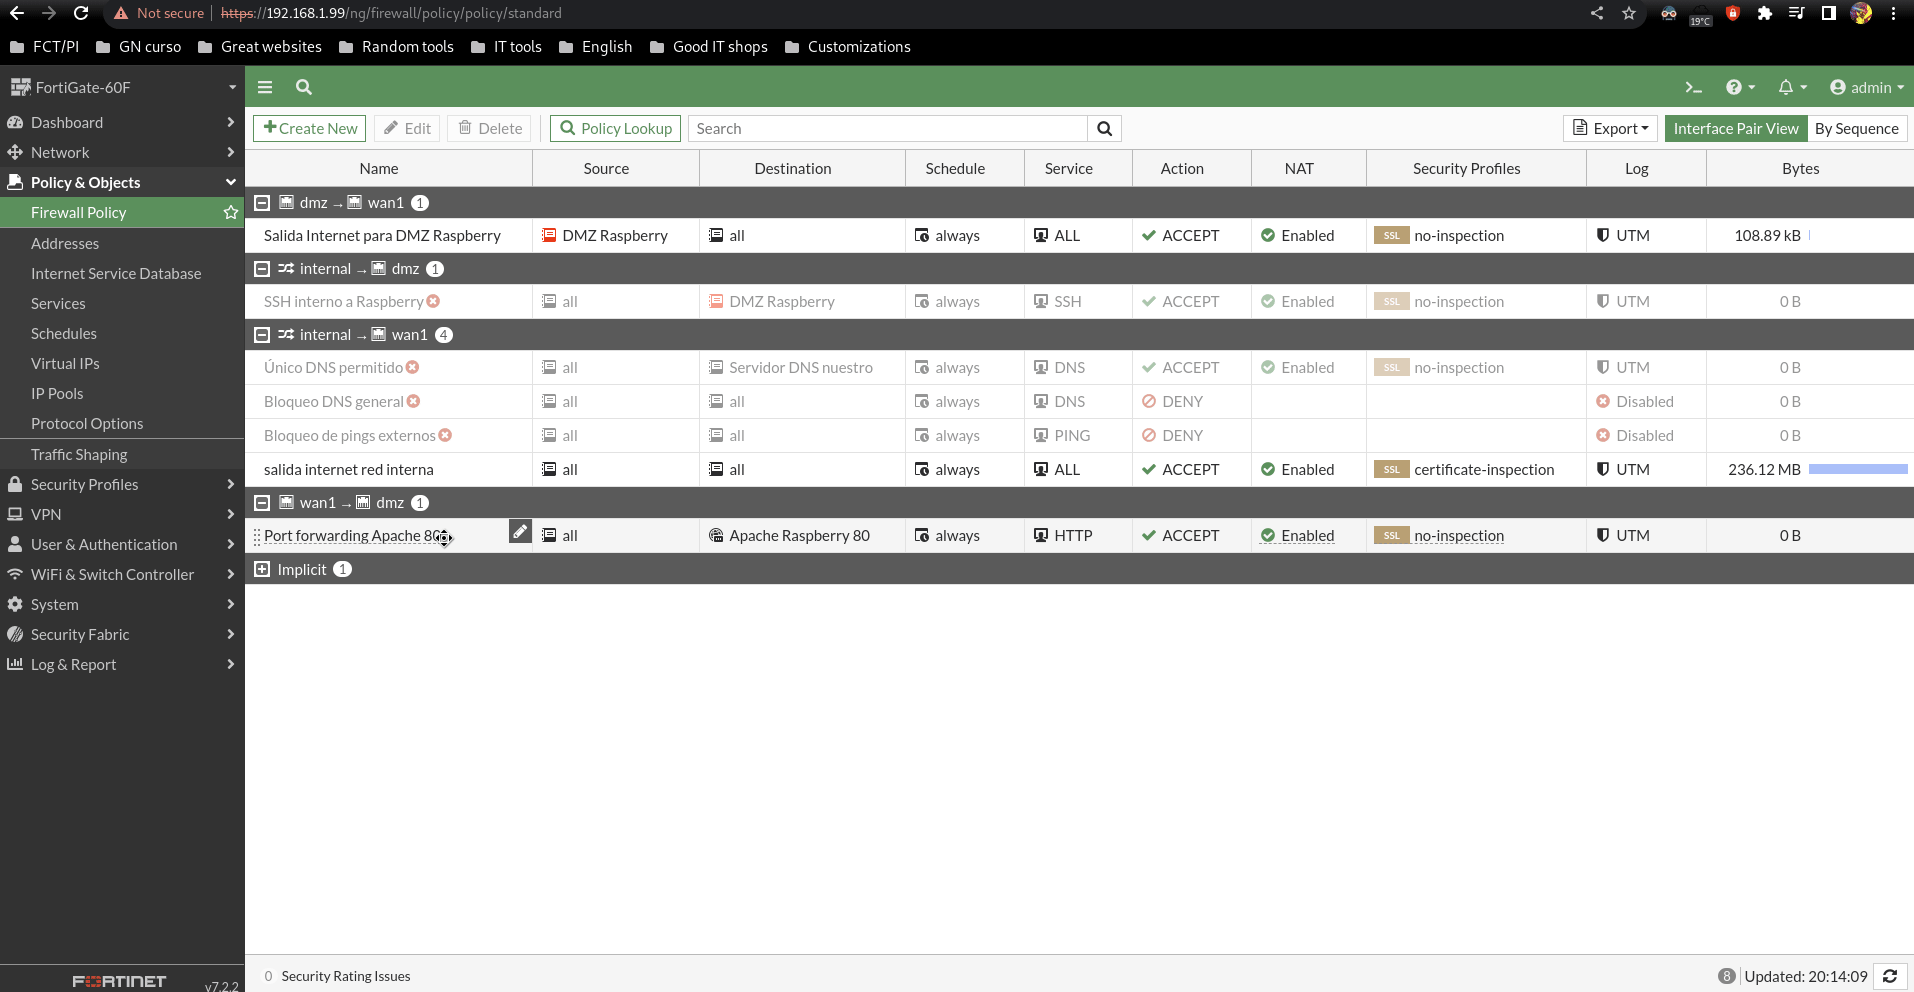 Not secure | https://192.168.1.99/ng/firewall/policy/policy/standard 19°C
FCT/PI GN curso Great websites Random tools IT tools English Good IT shops Customizations
FortiGate-60F admin
Dashboard
Network
Policy & Objects
Firewall Policy
Addresses
Internet Service Database
Services
Schedules
Virtual IPs
IP Pools
Protocol Options
Traffic Shaping
Security Profiles
VPN
User & Authentication
WiFi & Switch Controller
System
Security Fabric
Log & Report
FORTINET v7.2.2
Create New Edit Delete Policy Lookup Search Export Interface Pair View By Sequence
Name Source Destination Schedule Service Action NAT Security Profiles Log Bytes
dmz → wan1 1
Salida Internet para DMZ Raspberry DMZ Raspberry all always ALL ACCEPT Enabled SSL no-inspection UTM 108.89 kB
internal → dmz 1
SSH interno a Raspberry all DMZ Raspberry always SSH ACCEPT Enabled SSL no-inspection UTM 0 B
internal → wan1 4
Único DNS permitido all Servidor DNS nuestro always DNS ACCEPT Enabled SSL no-inspection UTM 0 B
Bloqueo DNS general all all always DNS DENY Disabled 0 B
Bloqueo de pings externos all all always PING DENY Disabled 0 B
salida internet red interna all all always ALL ACCEPT Enabled SSL certificate-inspection UTM 236.12 MB
wan1 → dmz 1
Port forwarding Apache 80 all Apache Raspberry 80 always HTTP ACCEPT Enabled SSL no-inspection UTM 0 B
Implicit 1
0 Security Rating Issues 8 Updated: 20:14:09